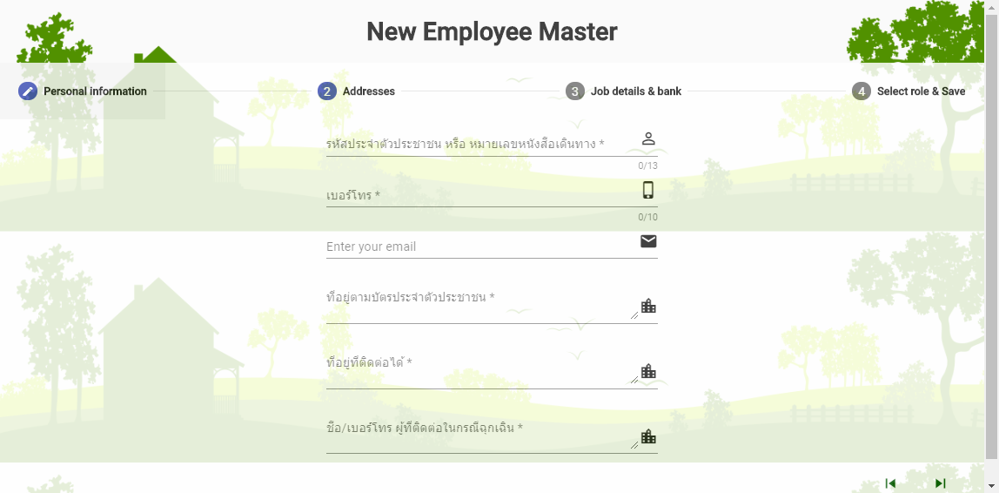 New Employee Master
Personal information
2 Addresses
3 Job details & bank
4 Select role & Save
รหัสประจำตัวประชาชน หรือ หมายเลขหนังสือเดินทาง *
0/13
เบอร์โทร *
0/10
Enter your email
ที่อยู่ตามบัตรประจำตัวประชาชน *
ที่อยู่ที่ติดต่อได้ *
ชื่อ/เบอร์โทร ผู้ที่ติดต่อในกรณีฉุกเฉิน *